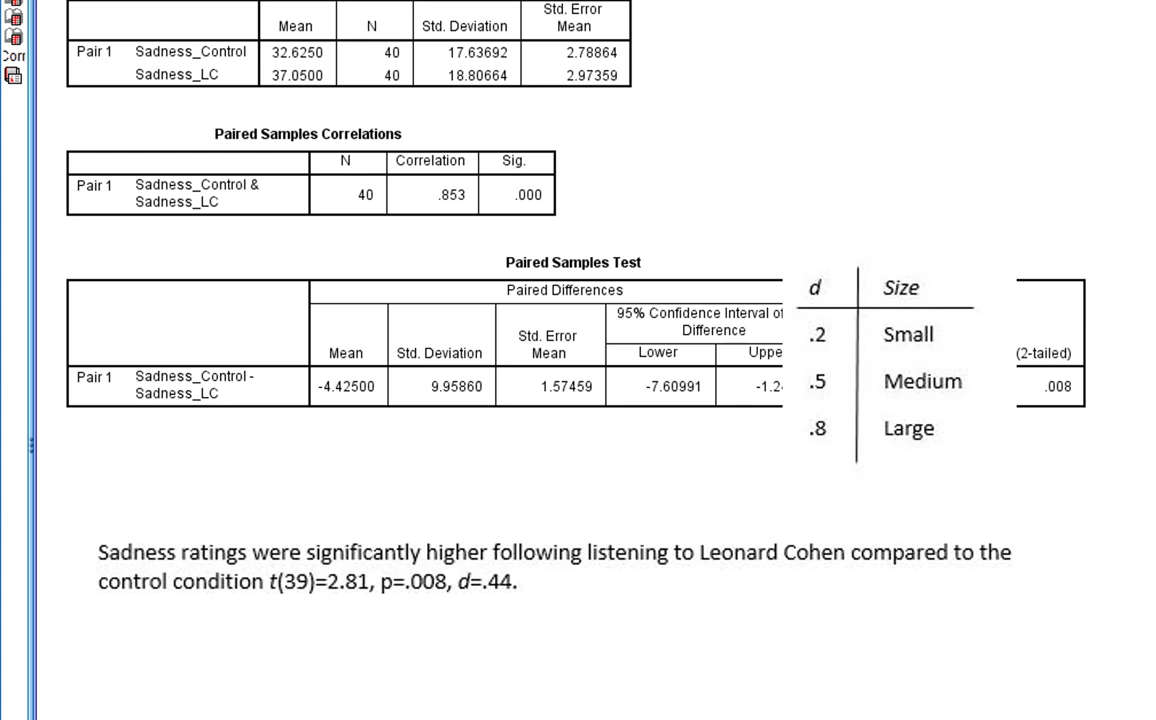 Std. Error
Mean N Std. Deviation Mean
Pair 1 Sadness_Control 32.6250 40 17.63692 2.78864
Sadness_LC 37.0500 40 18.80664 2.97359
Paired Samples Correlations
N Correlation Sig.
Pair 1 Sadness_Control &
Sadness_LC 40 .853 .000
Paired Samples Test
Paired Differences
95% Confidence Interval of
Difference
Std. Error
Mean Std. Deviation Mean Lower Uppe (2-tailed)
Pair 1 Sadness_Control -
Sadness_LC -4.42500 9.95860 1.57459 -7.60991 -1.2 .008
d Size
.2 Small
.5 Medium
.8 Large
Sadness ratings were significantly higher following listening to Leonard Cohen compared to the
control condition t(39)=2.81, p=.008, d=.44.